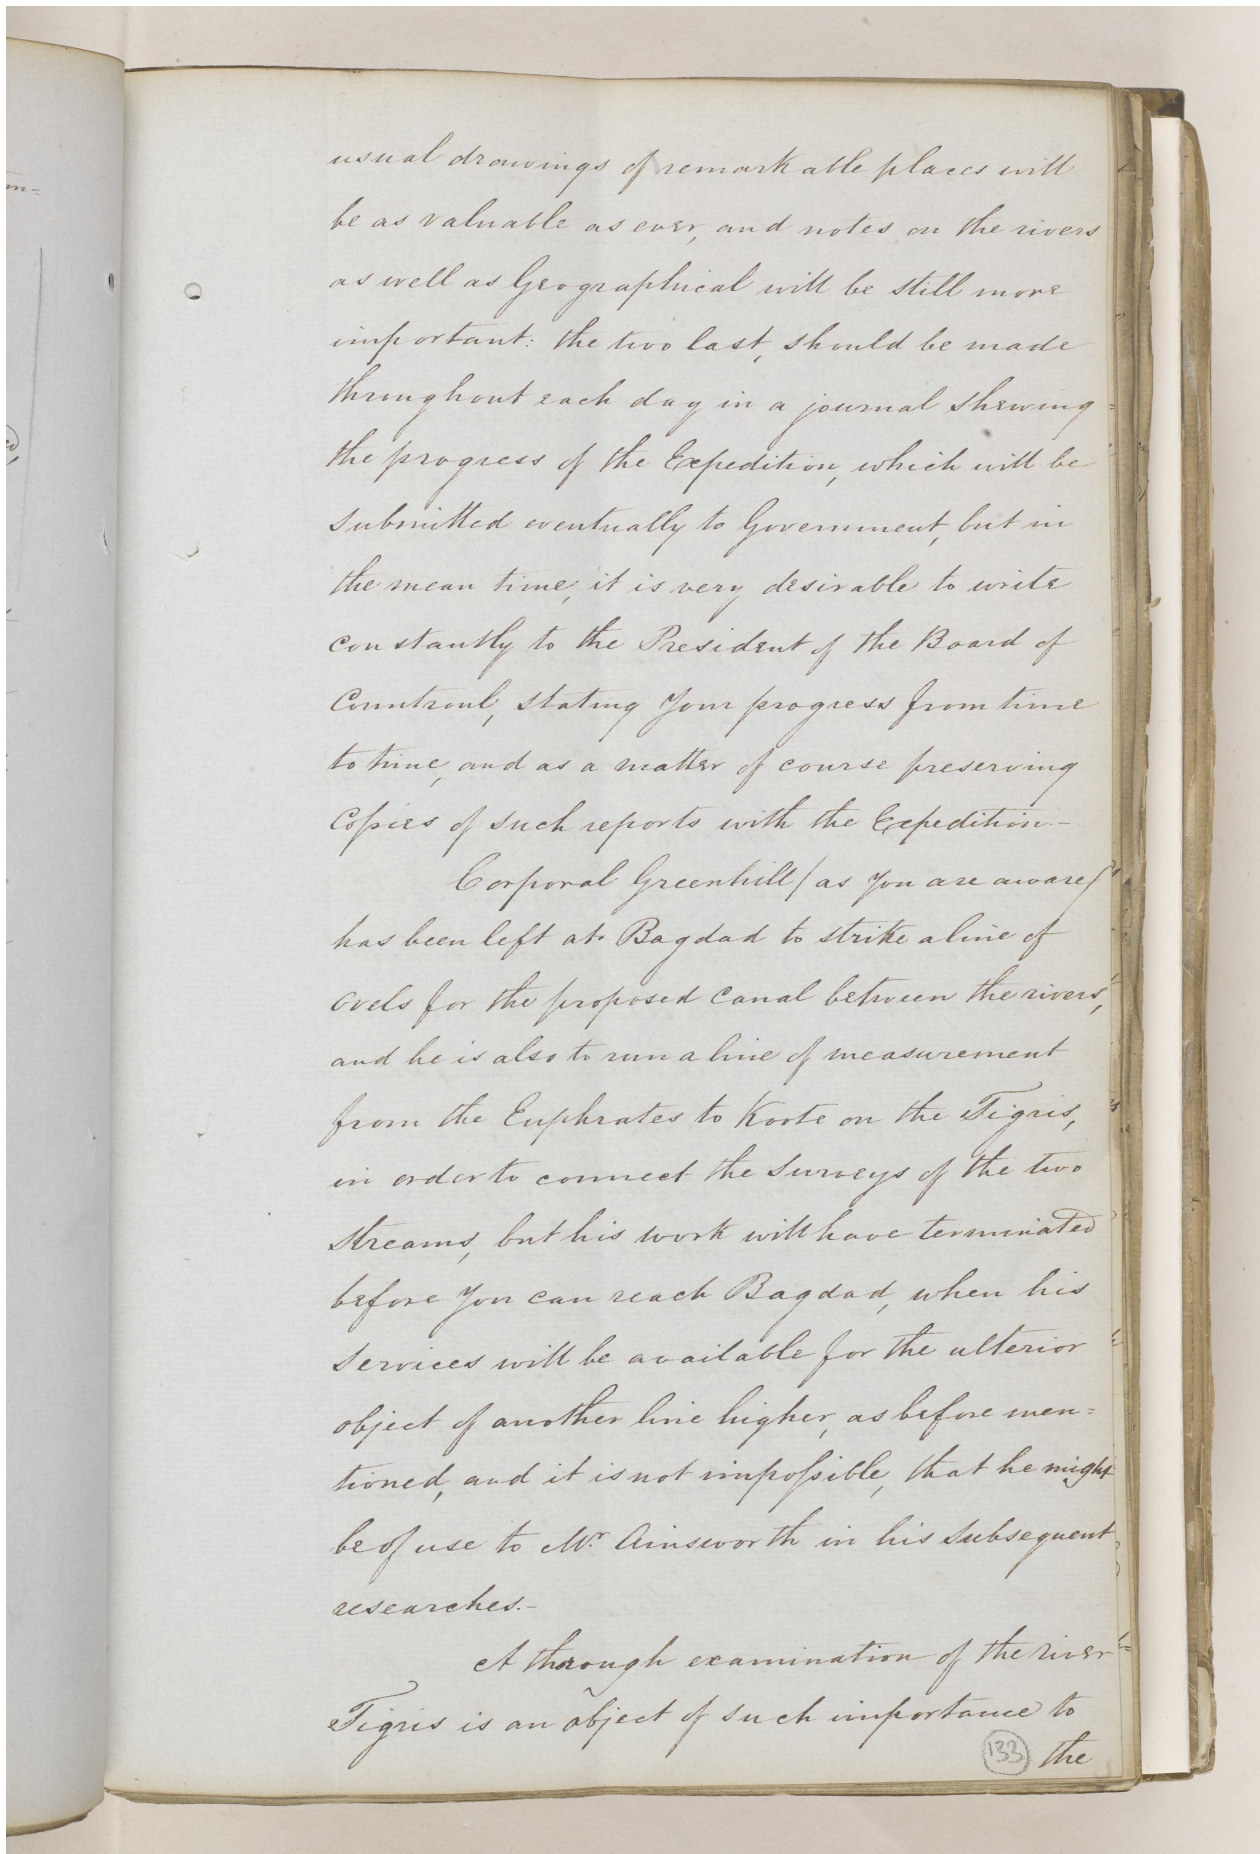 usual drawings of remarkable places will
be as valuable as ever, and notes on the rivers
as well as Geographical will be still more
important: the two last, should be made
throughout each day in a journal shewing
the progress of the Expedition, which will be
submitted eventually to Government, but in
the mean time, it is very desirable to write
constantly to the President of the Board of
Countroul, stating your progress from time
to time, and as a matter of course preserving
Copies of such reports with the Expedition-
Corporal Greenhill/as you are aware/
has been left at Bagdad to strike a line of
evels for the proposed canal between the rivers,
and he is also to run a line of measurement
from the Euphrates to Koote on the Tigris,
in order to connect the surveys of the two
streams, but his work will have terminated
before you can reach Bagdad, when his
services will be available for the ulterior
object of another line higher, as before men=
tioned, and it is not impossible, that he might
be of use to Mr. Ainsworth in his subsequent
researches.-
A thorough examination of the river
Tigris is an object of such importance to
133 the